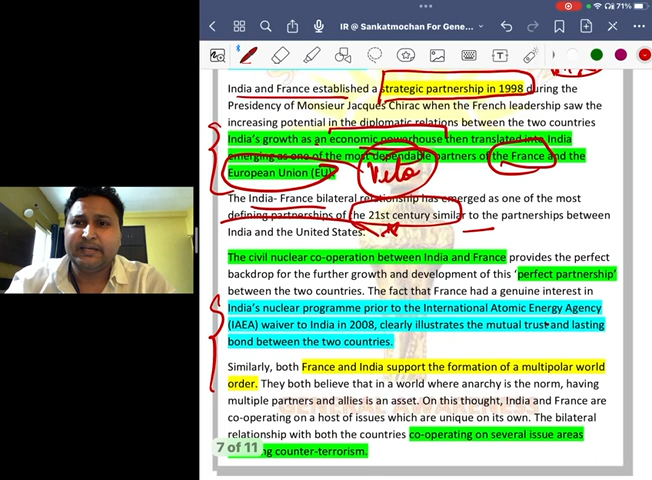 71%
IR @ Sankatmochan For Gene...
India and France established a strategic partnership in 1998 during the
Presidency of Monsieur Jacques Chirac when the French leadership saw the
increasing potential in the diplomatic relations between the two countries
India's growth as an economic powerhouse then translated into India
emerging as one of the most dependable partners of the France and the
European Union (EU).
Veto
The India- France bilateral relationship has emerged as one of the most
defining partnerships of the 21st century similar to the partnerships between
India and the United States.
The civil nuclear co-operation between India and France provides the perfect
backdrop for the further growth and development of this 'perfect partnership'
between the two countries. The fact that France had a genuine interest in
India's nuclear programme prior to the International Atomic Energy Agency
(IAEA) waiver to India in 2008, clearly illustrates the mutual trust and lasting
bond between the two countries.
Similarly, both France and India support the formation of a multipolar world
order. They both believe that in a world where anarchy is the norm, having
multiple partners and allies is an asset. On this thought, India and France are
co-operating on a host of issues which are unique on its own. The bilateral
relationship with both the countries co-operating on several issue areas
counter-terrorism.
7 of 11
GENERAL AWARENESS